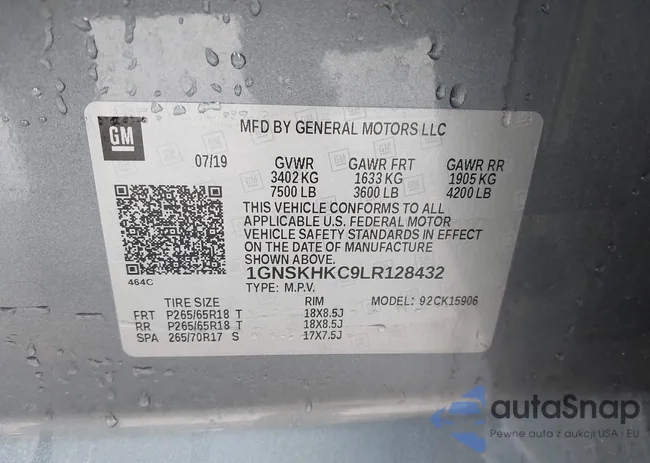 GM
MFD BY GENERAL MOTORS LLC
07/19 GVWR GAWR FRT GAWR RR
3402 KG 1633 KG 1905 KG
7500 LB 3600 LB 4200 LB
THIS VEHICLE CONFORMS TO ALL
APPLICABLE U.S. FEDERAL MOTOR
VEHICLE SAFETY STANDARDS IN EFFECT
ON THE DATE OF MANUFACTURE
SHOWN ABOVE.
1GNSKHKC9LR128432
464C
TYPE: M.P.V. MODEL: 92CK15906
TIRE SIZE RIM
FRT P265/65R18 T 18X8.5J
RR P265/65R18 T 18X8.5J
SPA 265/70R17 S 17X7.5J
autaSnap
Pewne auta z aukcji USA i EU